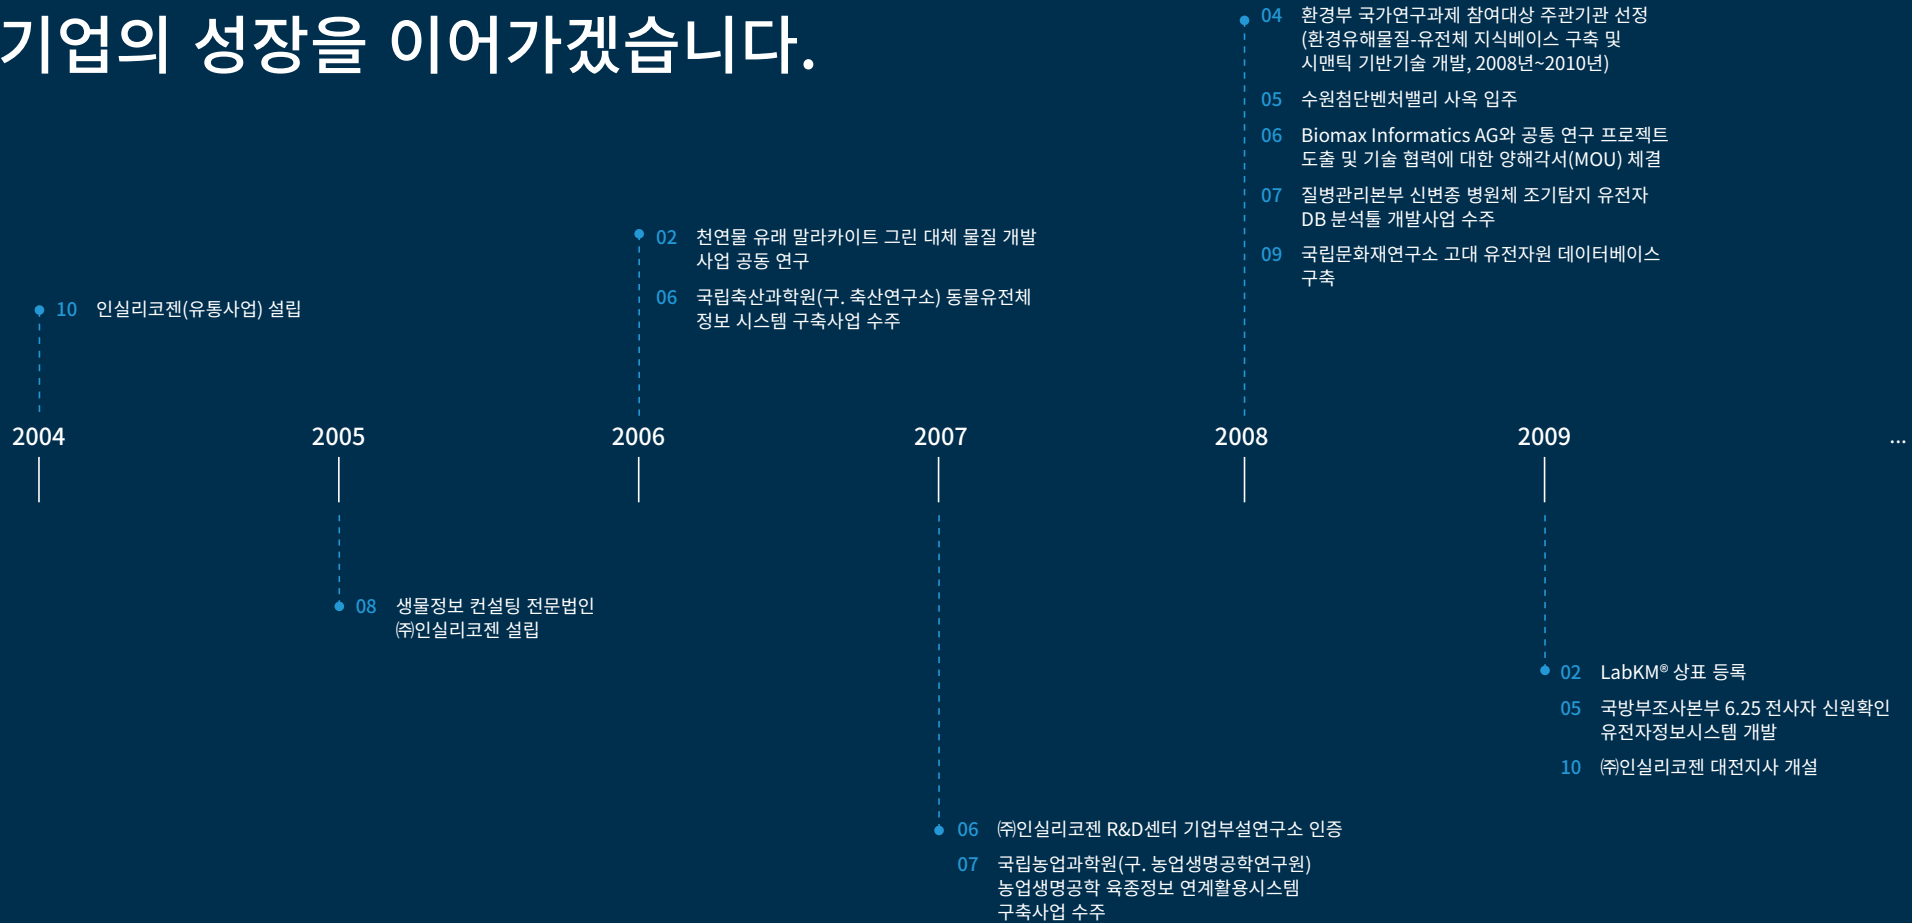 기업의 성장을 이어가겠습니다.
04 환경부 국가연구과제 참여대상 주관기관 선정
(환경유해물질-유전체 지식베이스 구축 및
시맨틱 기반기술 개발, 2008년~2010년)
05 수원첨단벤처밸리 사옥 입주
06 Biomax Informatics AG와 공통 연구 프로젝트
도출 및 기술 협력에 대한 양해각서(MOU) 체결
07 질병관리본부 신변종 병원체 조기탐지 유전자
DB 분석툴 개발사업 수주
09 국립문화재연구소 고대 유전자원 데이터베이스
구축
02 천연물 유래 말라카이트 그린 대체 물질 개발
사업 공동 연구
06 국립축산과학원(구. 축산연구소) 동물유전체
정보 시스템 구축사업 수주
10 인실리코젠(유통사업) 설립
2004 2005 2006 2007 2008 2009 ...
08 생물정보 컨설팅 전문법인
㈜인실리코젠 설립
02 LabKM® 상표 등록
05 국방부조사본부 6.25 전사자 신원확인
유전자정보시스템 개발
10 ㈜인실리코젠 대전지사 개설
06 ㈜인실리코젠 R&D센터 기업부설연구소 인증
07 국립농업과학원(구. 농업생명공학연구원)
농업생명공학 육종정보 연계활용시스템
구축사업 수주